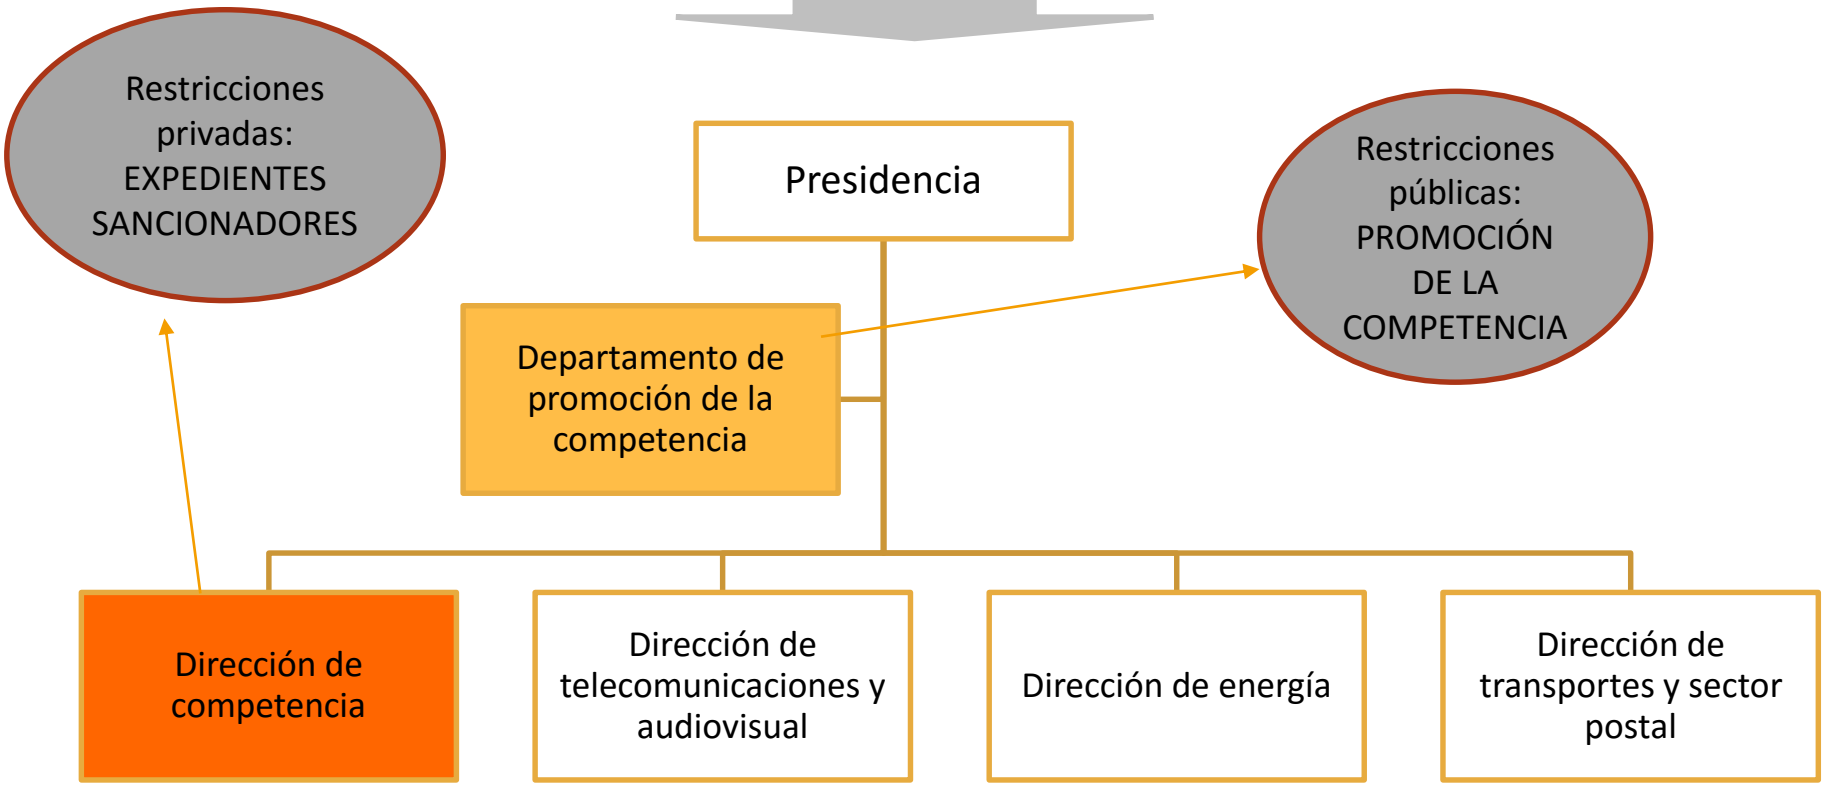 Restricciones
privadas:
EXPEDIENTES
SANCIONADORES
Presidencia
Restricciones
públicas:
PROMOCIÓN
DE LA
COMPETENCIA
Departamento de
promoción de la
competencia
Dirección de
competencia
Dirección de
telecomunicaciones y
audiovisual
Dirección de energía
Dirección de
transportes y sector
postal